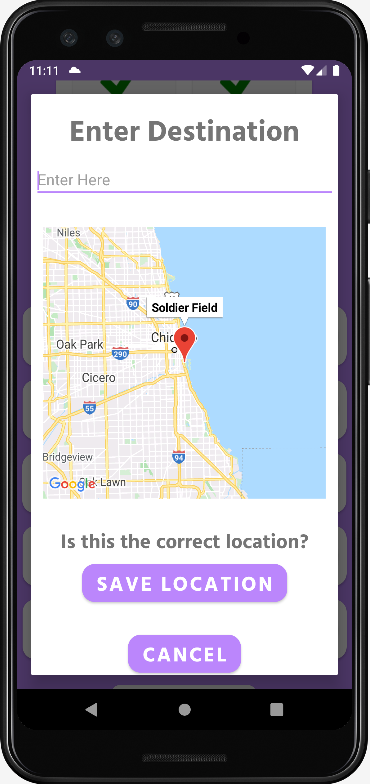 11:11
Enter Destination
Enter Here
Niles
90
Soldier Field
Oak Park
290
Cicero
55
Bridgeview
94
Google
Lawn
Is this the correct location?
SAVE LOCATION
CANCEL